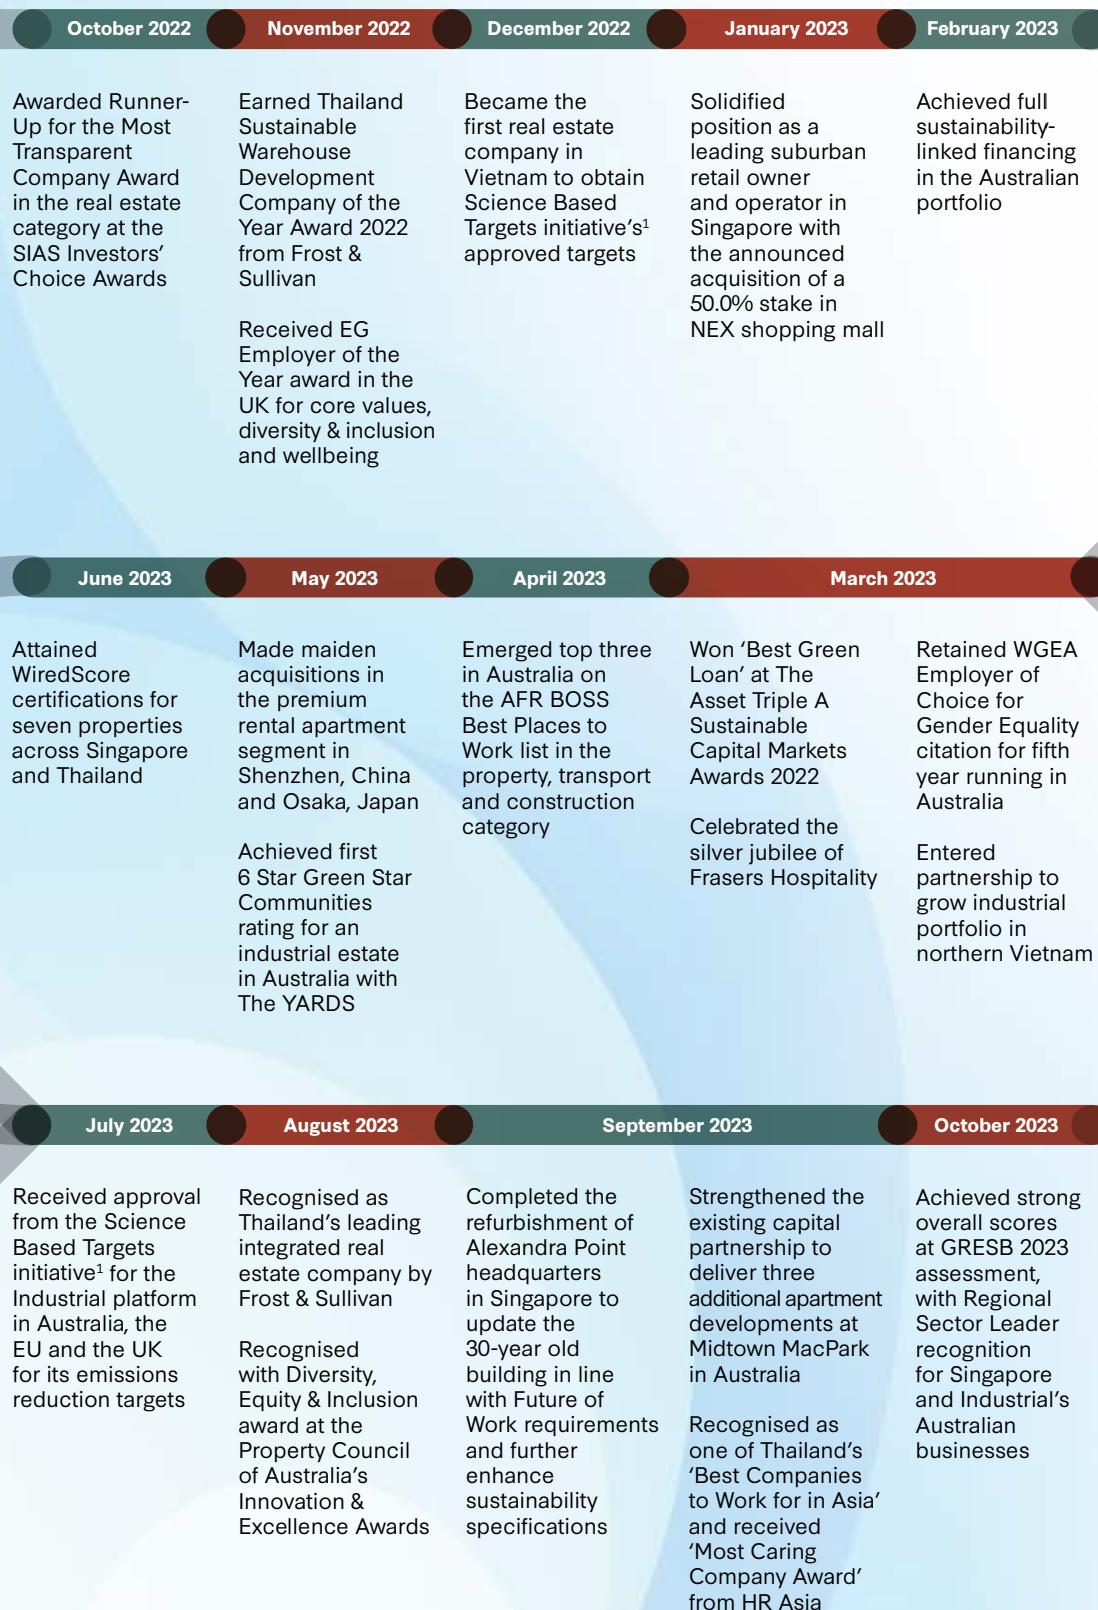 October 2022
Awarded Runner-
Up for the Most
Transparent
Company Award
in the real estate
category at the
SIAS Investors’
Choice Awards
November 2022
Earned Thailand
Sustainable
Warehouse
Development
Company of the
Year Award 2022
from Frost &
Sullivan
Received EG
Employer of the
Year award in the
UK for core values,
diversity & inclusion
and wellbeing
December 2022
Became the
first real estate
company in
Vietnam to obtain
Science Based
Targets initiative’s¹
approved targets
January 2023
Solidified
position as a
leading suburban
retail owner
and operator in
Singapore with
the announced
acquisition of a
50.0% stake in
NEX shopping mall
February 2023
Achieved full
sustainability-
linked financing
in the Australian
portfolio
March 2023
Retained WGEA
Employer of
Choice for
Gender Equality
citation for fifth
year running in
Australia
Entered
partnership to
grow industrial
portfolio in
northern Vietnam
Won ‘Best Green
Loan’ at The
Asset Triple A
Sustainable
Capital Markets
Awards 2022
Celebrated the
silver jubilee of
Frasers Hospitality
April 2023
Emerged top three
in Australia on
the AFR BOSS
Best Places to
Work list in the
property, transport
and construction
category
May 2023
Made maiden
acquisitions in
the premium
rental apartment
segment in
Shenzhen, China
and Osaka, Japan
Achieved first
6 Star Green Star
Communities
rating for an
industrial estate
in Australia with
The YARDS
June 2023
Attained
WiredScore
certifications for
seven properties
across Singapore
and Thailand
July 2023
Received approval
from the Science
Based Targets
initiative¹ for the
Industrial platform
in Australia, the
EU and the UK
for its emissions
reduction targets
August 2023
Recognised as
Thailand’s leading
integrated real
estate company by
Frost & Sullivan
Recognised
with Diversity,
Equity & Inclusion
award at the
Property Council
of Australia’s
Innovation &
Excellence Awards
September 2023
Completed the
refurbishment of
Alexandra Point
headquarters
in Singapore to
update the
30-year old
building in line
with Future of
Work requirements
and further
enhance
sustainability
specifications
Strengthened the
existing capital
partnership to
deliver three
additional apartment
developments at
Midtown MacPark
in Australia
Recognised as
one of Thailand’s
‘Best Companies
to Work for in Asia’
and received
‘Most Caring
Company Award’
from HR Asia
October 2023
Achieved strong
overall scores
at GRESB 2023
assessment,
with Regional
Sector Leader
recognition
for Singapore
and Industrial’s
Australian
businesses